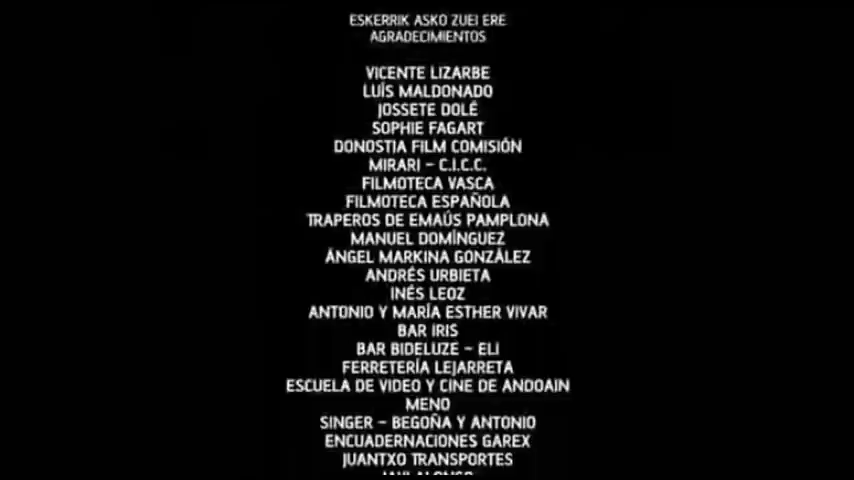 ESKERRIK ASKO ZUEI ERE
AGRADECIMIENTOS
VICENTE LIZARBE
LUÍS MALDONADO
JOSSETE DOLÉ
SOPHIE FAGART
DONOSTIA FILM COMISIÓN
MIRARI – C.I.C.C.
FILMOTECA VASCA
FILMOTECA ESPAÑOLA
TRAPEROS DE EMAÚS PAMPLONA
MANUEL DOMÍNGUEZ
ÁNGEL MARKINA GONZÁLEZ
ANDRÉS URBIETA
INÉS LEOZ
ANTONIO Y MARÍA ESTHER VIVAR
BAR IRIS
BAR BIDELUZE – ELI
FERRETERÍA LEJARRETA
ESCUELA DE VIDEO Y CINE DE ANDOAIN
MENO
SINGER – BEGOÑA Y ANTONIO
ENCUADERNACIONES GAREX
JUANTXO TRANSPORTES